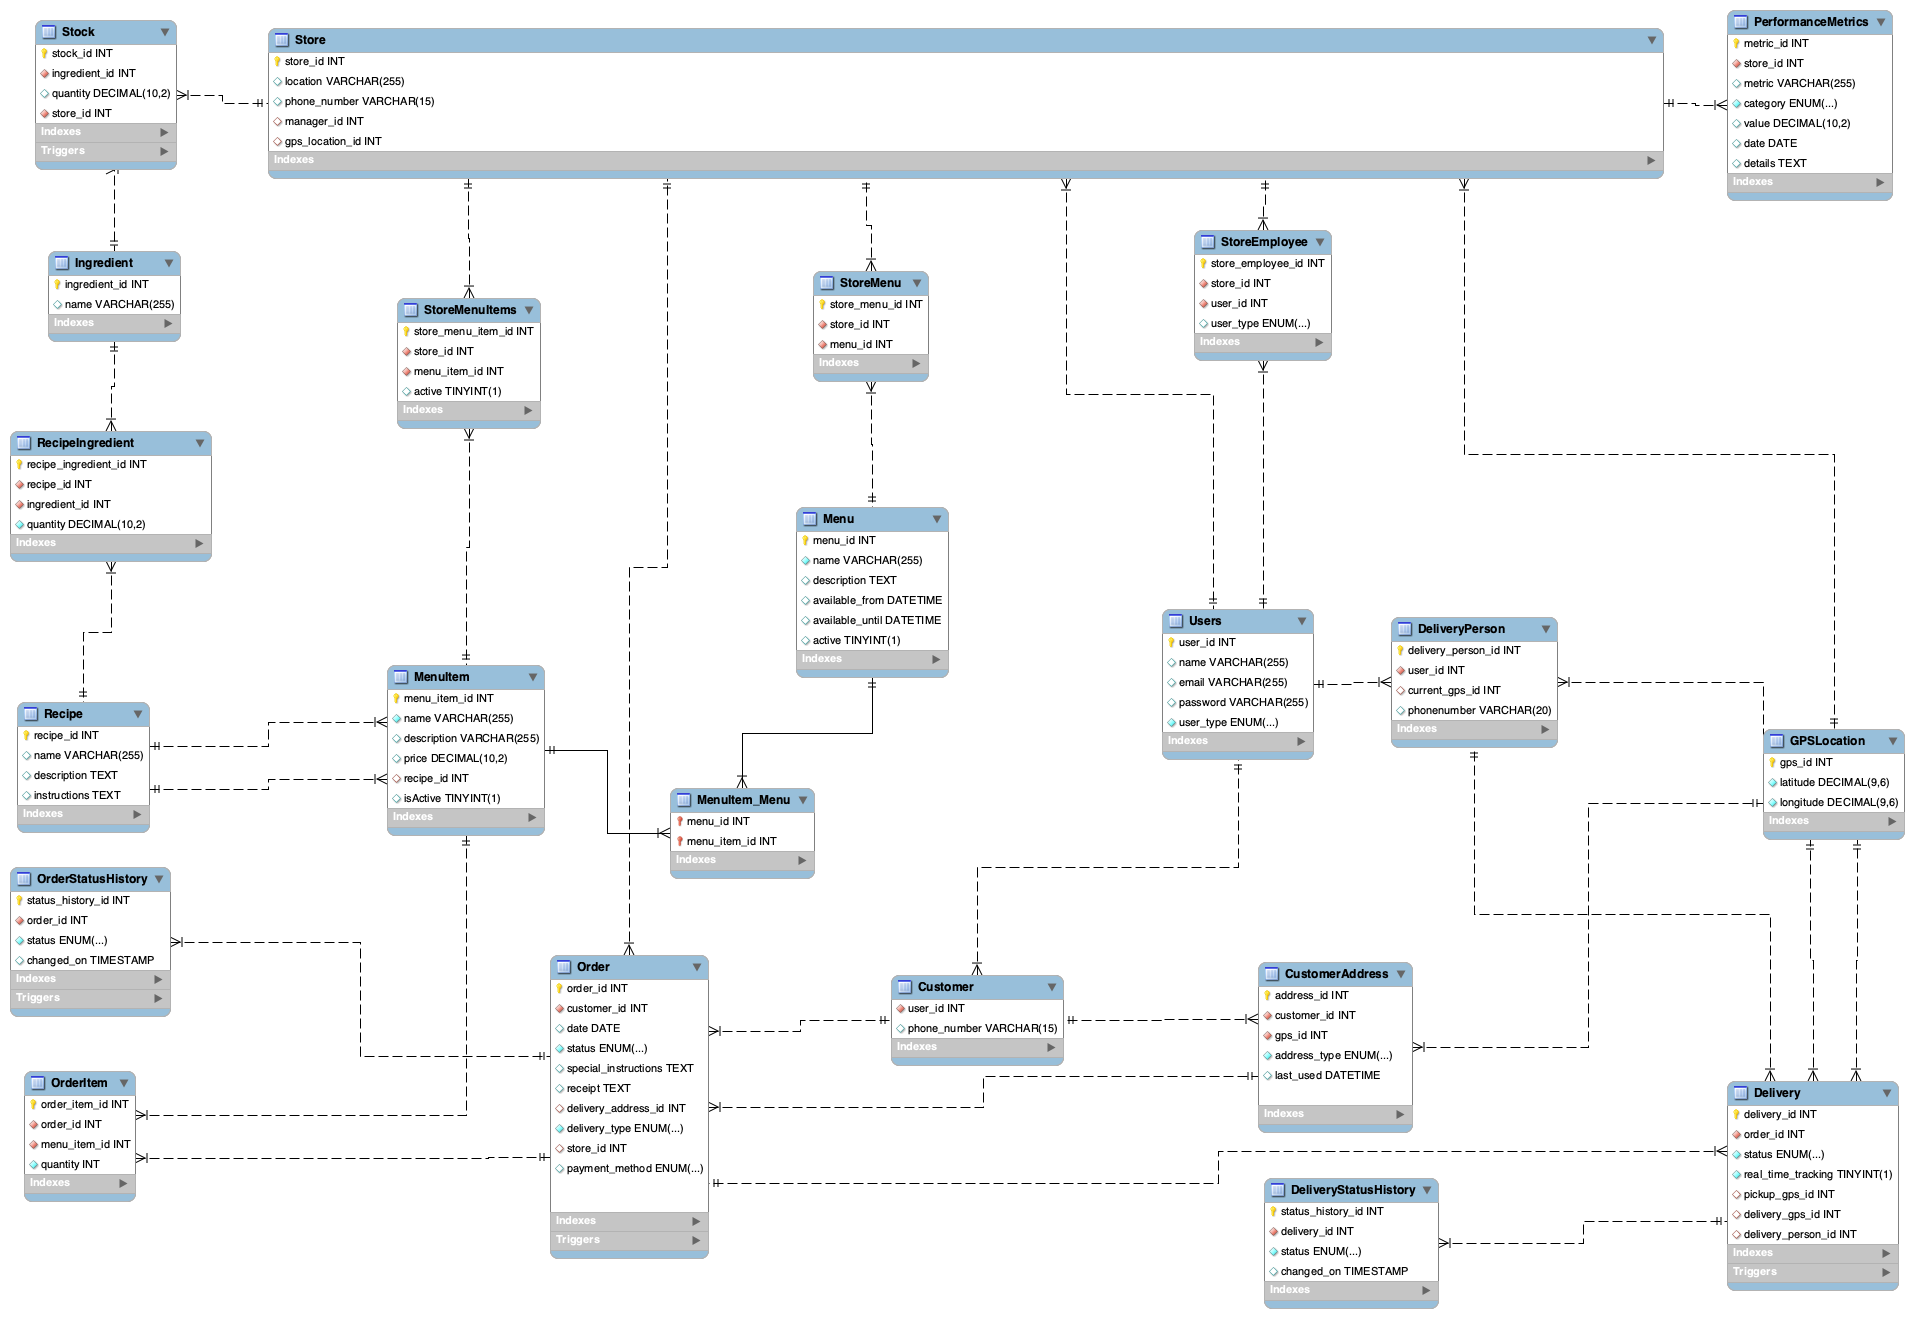 Stock
stock_id INT
ingredient_id INT
quantity DECIMAL(10,2)
store_id INT
Indexes
Triggers
Store
store_id INT
location VARCHAR(255)
phone_number VARCHAR(15)
manager_id INT
gps_location_id INT
Indexes
PerformanceMetrics
metric_id INT
store_id INT
metric VARCHAR(255)
category ENUM(...)
value DECIMAL(10,2)
date DATE
details TEXT
Indexes
Ingredient
ingredient_id INT
name VARCHAR(255)
Indexes
StoreMenuItems
store_menu_item_id INT
store_id INT
menu_item_id INT
active TINYINT(1)
Indexes
StoreMenu
store_menu_id INT
store_id INT
menu_id INT
Indexes
StoreEmployee
store_employee_id INT
store_id INT
user_id INT
user_type ENUM(...)
Indexes
RecipeIngredient
recipe_ingredient_id INT
recipe_id INT
ingredient_id INT
quantity DECIMAL(10,2)
Indexes
Menu
menu_id INT
name VARCHAR(255)
description TEXT
available_from DATETIME
available_until DATETIME
active TINYINT(1)
Indexes
Users
user_id INT
name VARCHAR(255)
email VARCHAR(255)
password VARCHAR(255)
user_type ENUM(...)
Indexes
DeliveryPerson
delivery_person_id INT
user_id INT
current_gps_id INT
phonenumber VARCHAR(20)
Indexes
Recipe
recipe_id INT
name VARCHAR(255)
description TEXT
instructions TEXT
Indexes
MenuItem
menu_item_id INT
name VARCHAR(255)
description VARCHAR(255)
price DECIMAL(10,2)
recipe_id INT
isActive TINYINT(1)
Indexes
MenuItem_Menu
menu_id INT
menu_item_id INT
Indexes
GPSLocation
gps_id INT
latitude DECIMAL(9,6)
longitude DECIMAL(9,6)
Indexes
OrderStatusHistory
status_history_id INT
order_id INT
status ENUM(...)
changed_on TIMESTAMP
Indexes
Triggers
Order
order_id INT
customer_id INT
date DATE
status ENUM(...)
special_instructions TEXT
receipt TEXT
delivery_address_id INT
delivery_type ENUM(...)
store_id INT
payment_method ENUM(...)
Indexes
Triggers
Customer
user_id INT
phone_number VARCHAR(15)
Indexes
CustomerAddress
address_id INT
customer_id INT
gps_id INT
address_type ENUM(...)
last_used DATETIME
Indexes
OrderItem
order_item_id INT
order_id INT
menu_item_id INT
quantity INT
Indexes
Delivery
delivery_id INT
order_id INT
status ENUM(...)
real_time_tracking TINYINT(1)
pickup_gps_id INT
delivery_gps_id INT
delivery_person_id INT
Indexes
Triggers
DeliveryStatusHistory
status_history_id INT
delivery_id INT
status ENUM(...)
changed_on TIMESTAMP
Indexes